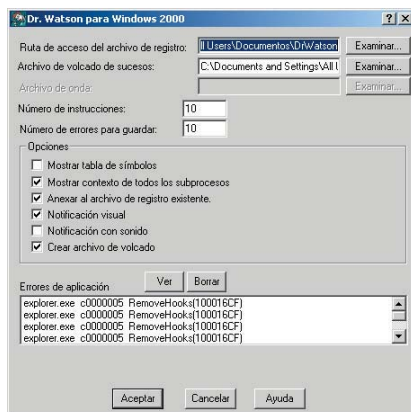 Dr. Watson para Windows 2000
Ruta de acceso del archivo de registro: ll Users\Documentos\DrWatson Examinar...
Archivo de volcado de sucesos: C:\Documents and Settings\All U Examinar...
Archivo de onda: Examinar...
Número de instrucciones: 10
Número de errores para guardar: 10
Opciones
Mostrar tabla de símbolos
Mostrar contexto de todos los subprocesos
Anexar al archivo de registro existente.
Notificación visual
Notificación con sonido
Crear archivo de volcado
Errores de aplicación Ver Borrar
explorer.exe c0000005 RemoveHooks(100016CF)
explorer.exe c0000005 RemoveHooks(100016CF)
explorer.exe c0000005 RemoveHooks(100016CF)
explorer.exe c0000005 RemoveHooks(100016CF)
Aceptar Cancelar Ayuda